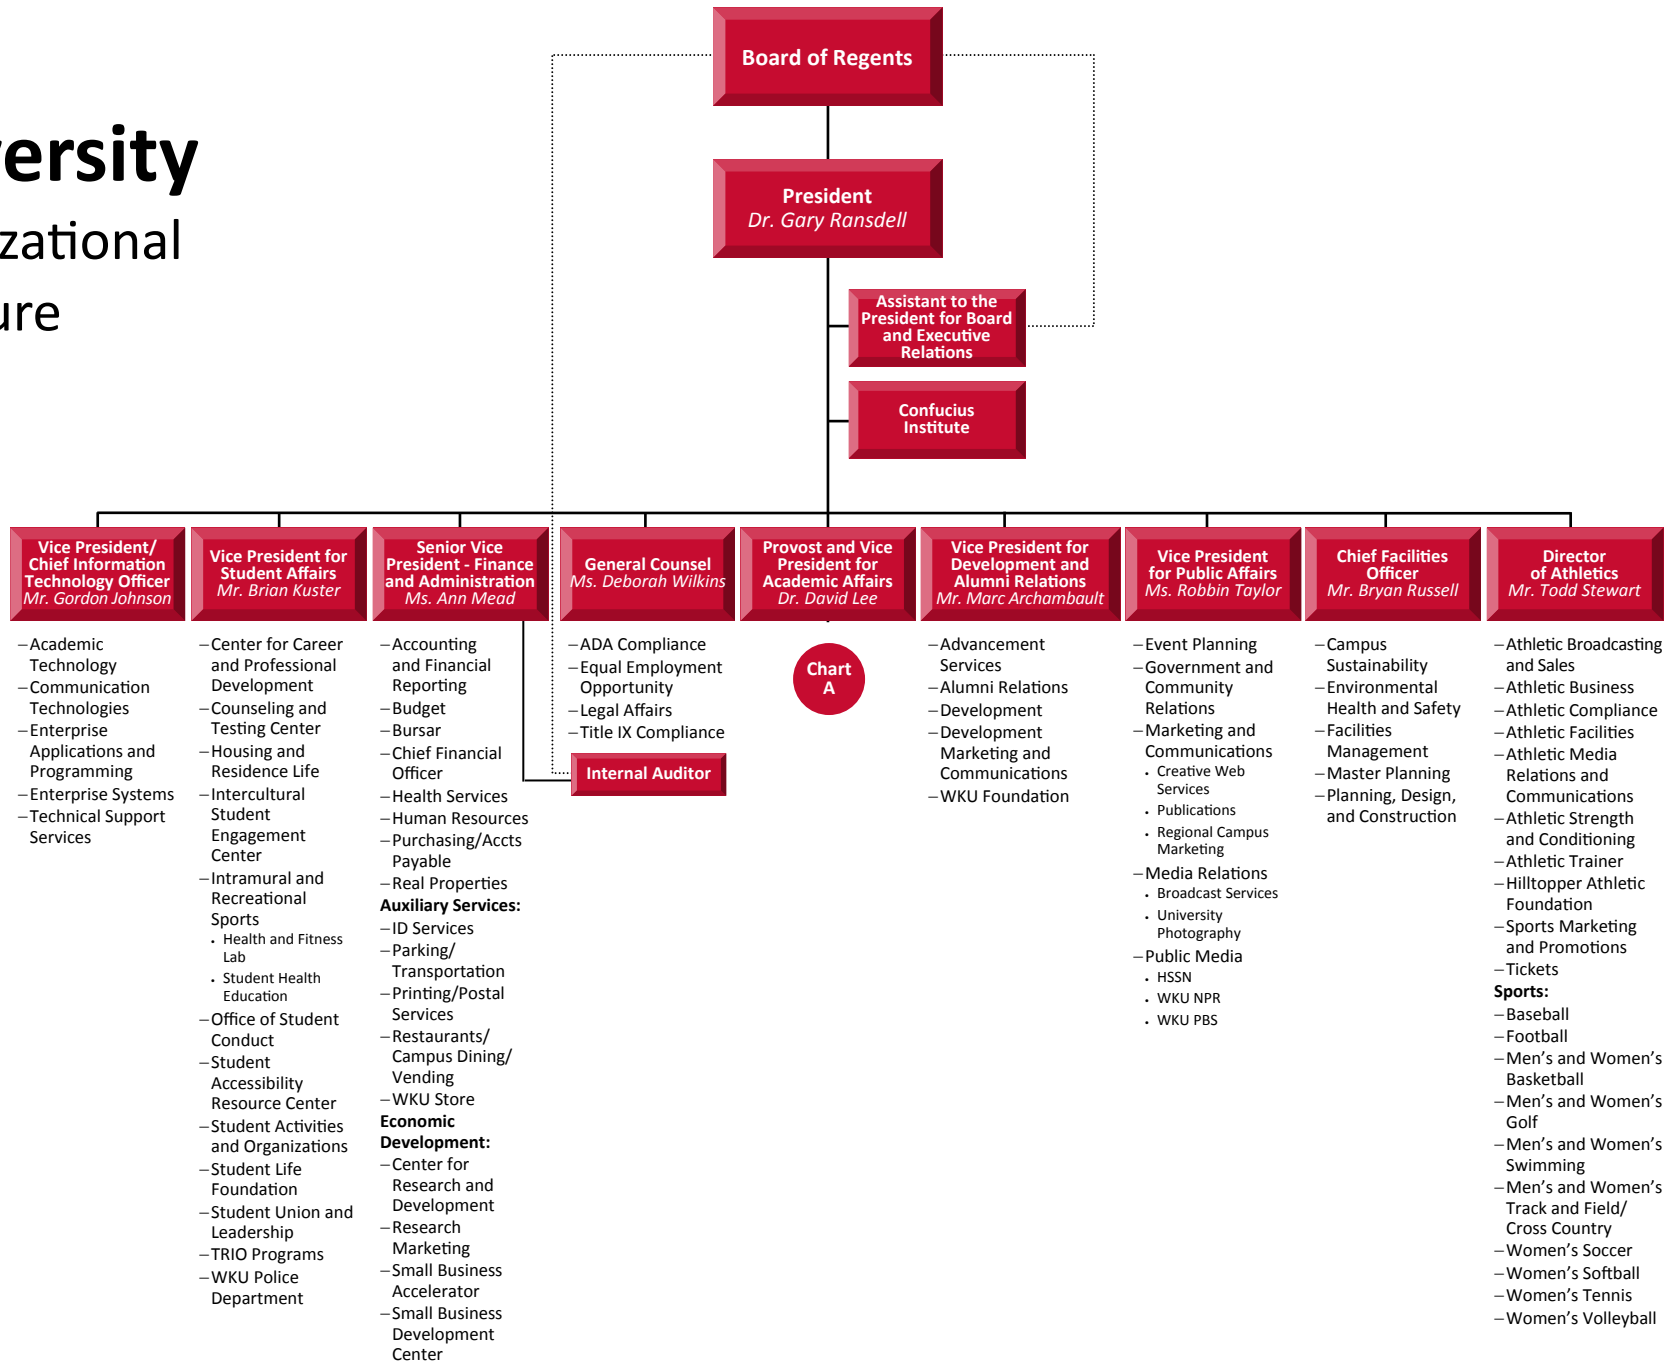 ersity
zational
ure
Board of Regents
President
Dr. Gary Ransdell
Assistant to the
President for Board
and Executive
Relations
Confucius
Institute
Vice President/
Chief Information
Technology Officer
Mr. Gordon Johnson
–Academic
Technology
–Communication
Technologies
–Enterprise
Applications and
Programming
–Enterprise Systems
–Technical Support
Services
Vice President for
Student Affairs
Mr. Brian Kuster
–Center for Career
and Professional
Development
–Counseling and
Testing Center
–Housing and
Residence Life
–Intercultural
Student
Engagement
Center
–Intramural and
Recreational
Sports
• Health and Fitness
Lab
• Student Health
Education
–Office of Student
Conduct
–Student
Accessibility
Resource Center
–Student Activities
and Organizations
–Student Life
Foundation
–Student Union and
Leadership
–TRIO Programs
–WKU Police
Department
Senior Vice
President - Finance
and Administration
Ms. Ann Mead
–Accounting
and Financial
Reporting
–Budget
–Bursar
–Chief Financial
Officer
–Health Services
–Human Resources
–Purchasing/Accts
Payable
–Real Properties
Auxiliary Services:
–ID Services
–Parking/
Transportation
–Printing/Postal
Services
–Restaurants/
Campus Dining/
Vending
–WKU Store
Economic
Development:
–Center for
Research and
Development
–Research
Marketing
–Small Business
Accelerator
–Small Business
Development
Center
General Counsel
Ms. Deborah Wilkins
–ADA Compliance
–Equal Employment
Opportunity
–Legal Affairs
–Title IX Compliance
Internal Auditor
Provost and Vice
President for
Academic Affairs
Dr. David Lee
Chart
A
Vice President for
Development and
Alumni Relations
Mr. Marc Archambault
–Advancement
Services
–Alumni Relations
–Development
–Development
Marketing and
Communications
–WKU Foundation
Vice President
for Public Affairs
Ms. Robbin Taylor
–Event Planning
–Government and
Community
Relations
–Marketing and
Communications
• Creative Web
Services
• Publications
• Regional Campus
Marketing
–Media Relations
• Broadcast Services
• University
Photography
–Public Media
• HSSN
• WKU NPR
• WKU PBS
Chief Facilities
Officer
Mr. Bryan Russell
–Campus
Sustainability
–Environmental
Health and Safety
–Facilities
Management
–Master Planning
–Planning, Design,
and Construction
Director
of Athletics
Mr. Todd Stewart
–Athletic Broadcasting
and Sales
–Athletic Business
–Athletic Compliance
–Athletic Facilities
–Athletic Media
Relations and
Communications
–Athletic Strength
and Conditioning
–Athletic Trainer
–Hilltopper Athletic
Foundation
–Sports Marketing
and Promotions
–Tickets
Sports:
–Baseball
–Football
–Men’s and Women’s
Basketball
–Men’s and Women’s
Golf
–Men’s and Women’s
Swimming
–Men’s and Women’s
Track and Field/
Cross Country
–Women’s Soccer
–Women’s Softball
–Women’s Tennis
–Women’s Volleyball